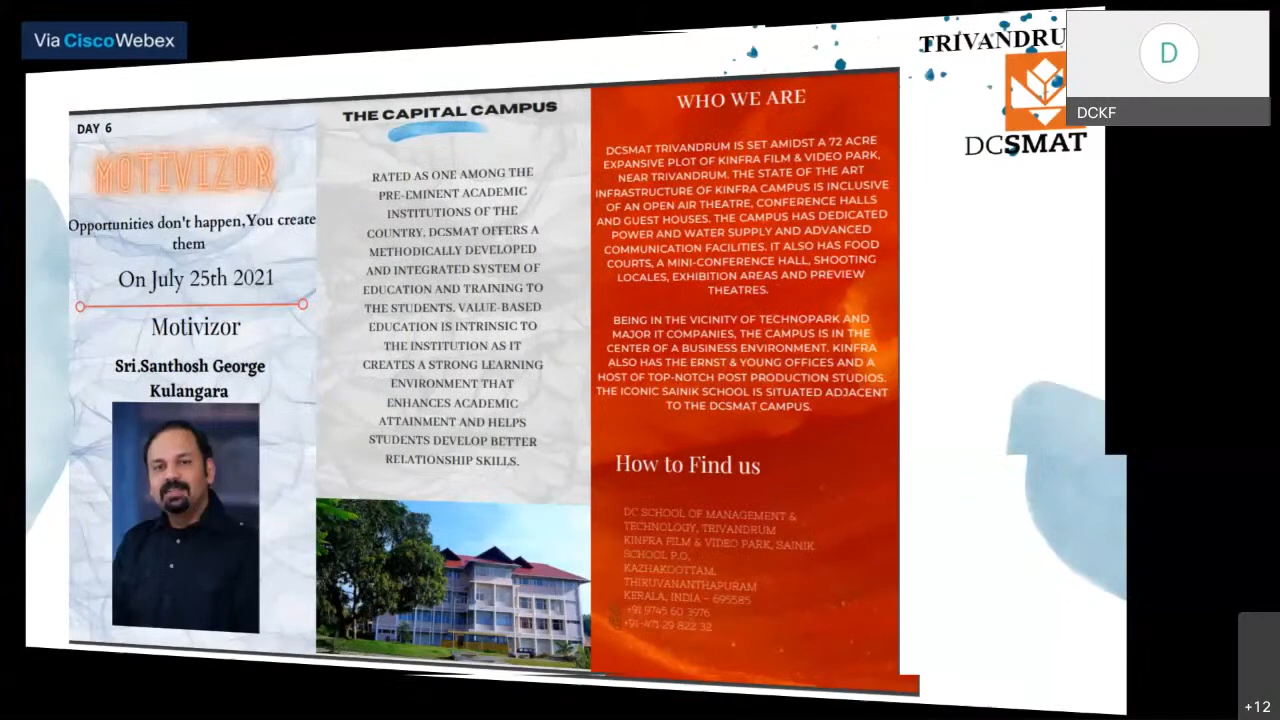 Via Cisco Webex
TRIVANDRU
DCSMAT
D
DCKF
DAY 6
MOTIVIZOR
Opportunities don't happen,You create
them
On July 25th 2021
Motivizor
Sri.Santhosh George
Kulangara
THE CAPITAL CAMPUS
RATED AS ONE AMONG THE
PRE-EMINENT ACADEMIC
INSTITUTIONS OF THE
COUNTRY, DCSMAT OFFERS A
METHODICALLY DEVELOPED
AND INTEGRATED SYSTEM OF
EDUCATION AND TRAINING TO
THE STUDENTS. VALUE-BASED
EDUCATION IS INTRINSIC TO
THE INSTITUTION AS IT
CREATES A STRONG LEARNING
ENVIRONMENT THAT
ENHANCES ACADEMIC
ATTAINMENT AND HELPS
STUDENTS DEVELOP BETTER
RELATIONSHIP SKILLS.
WHO WE ARE
DCSMAT TRIVANDRUM IS SET AMIDST A 72 ACRE
EXPANSIVE PLOT OF KINFRA FILM & VIDEO PARK,
NEAR TRIVANDRUM. THE STATE OF THE ART
INFRASTRUCTURE OF KINFRA CAMPUS IS INCLUSIVE
OF AN OPEN AIR THEATRE, CONFERENCE HALLS
AND GUEST HOUSES. THE CAMPUS HAS DEDICATED
POWER AND WATER SUPPLY AND ADVANCED
COMMUNICATION FACILITIES. IT ALSO HAS FOOD
COURTS, A MINI-CONFERENCE HALL, SHOOTING
LOCALES, EXHIBITION AREAS AND PREVIEW
THEATRES.
BEING IN THE VICINITY OF TECHNOPARK AND
MAJOR IT COMPANIES, THE CAMPUS IS IN THE
CENTER OF A BUSINESS ENVIRONMENT. KINFRA
ALSO HAS THE ERNST & YOUNG OFFICES AND A
HOST OF TOP-NOTCH POST PRODUCTION STUDIOS.
THE ICONIC SAINIK SCHOOL IS SITUATED ADJACENT
TO THE DCSMAT CAMPUS.
How to Find us
DC SCHOOL OF MANAGEMENT &
TECHNOLOGY, TRIVANDRUM
KINFRA FILM & VIDEO PARK, SAINIK
SCHOOL P.O,
KAZHAKOOTTAM,
THIRUVANANTHAPURAM
KERALA, INDIA – 695585
+91 9745 60 3976
+91-471 29 822 32
+12